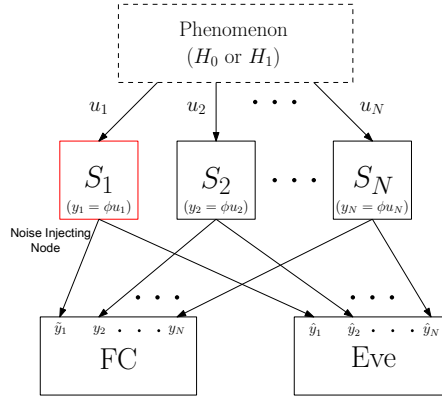 Phenomenon
(H₀ or H₁)
u₁ u₂ . . . u_N
S₁ S₂ . . . S_N
(y₁ = ϕu₁) (y₂ = ϕu₂) (y_N = ϕu_N)
Noise Injecting
Node
. . . . . .
ỹ₁ y₂ . . . . y_N ŷ₁ ŷ₂ . . . . ŷ_N
FC Eve